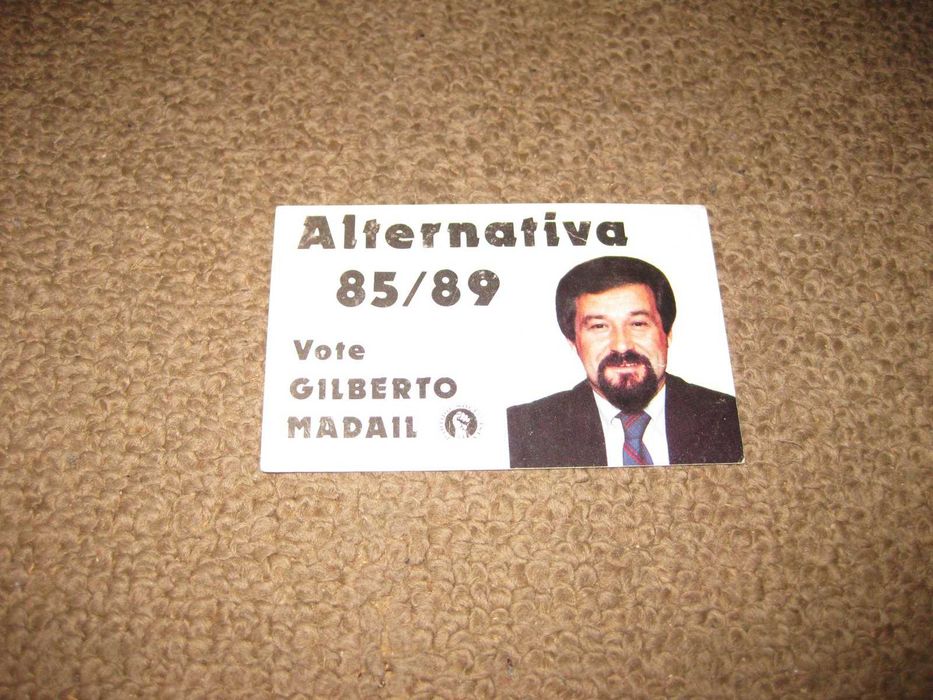 Alternativa
85/89
Vote
GILBERTO
MADAIL